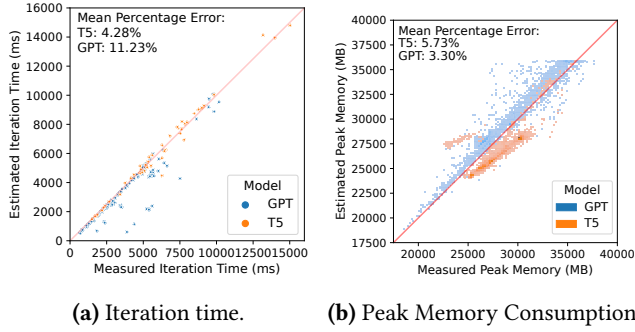 Mean Percentage Error:
T5: 4.28%
GPT: 11.23%
Estimated Iteration Time (ms)
16000
14000
12000
10000
8000
6000
4000
2000
0
Model
GPT
T5
0 2500 5000 7500 10000 12500 15000
Measured Iteration Time (ms)
(a) Iteration time.
Mean Percentage Error:
T5: 5.73%
GPT: 3.30%
Estimated Peak Memory (MB)
40000
37500
35000
32500
30000
27500
25000
22500
20000
17500
Model
GPT
T5
20000 25000 30000 35000 40000
Measured Peak Memory (MB)
(b) Peak Memory Consumption